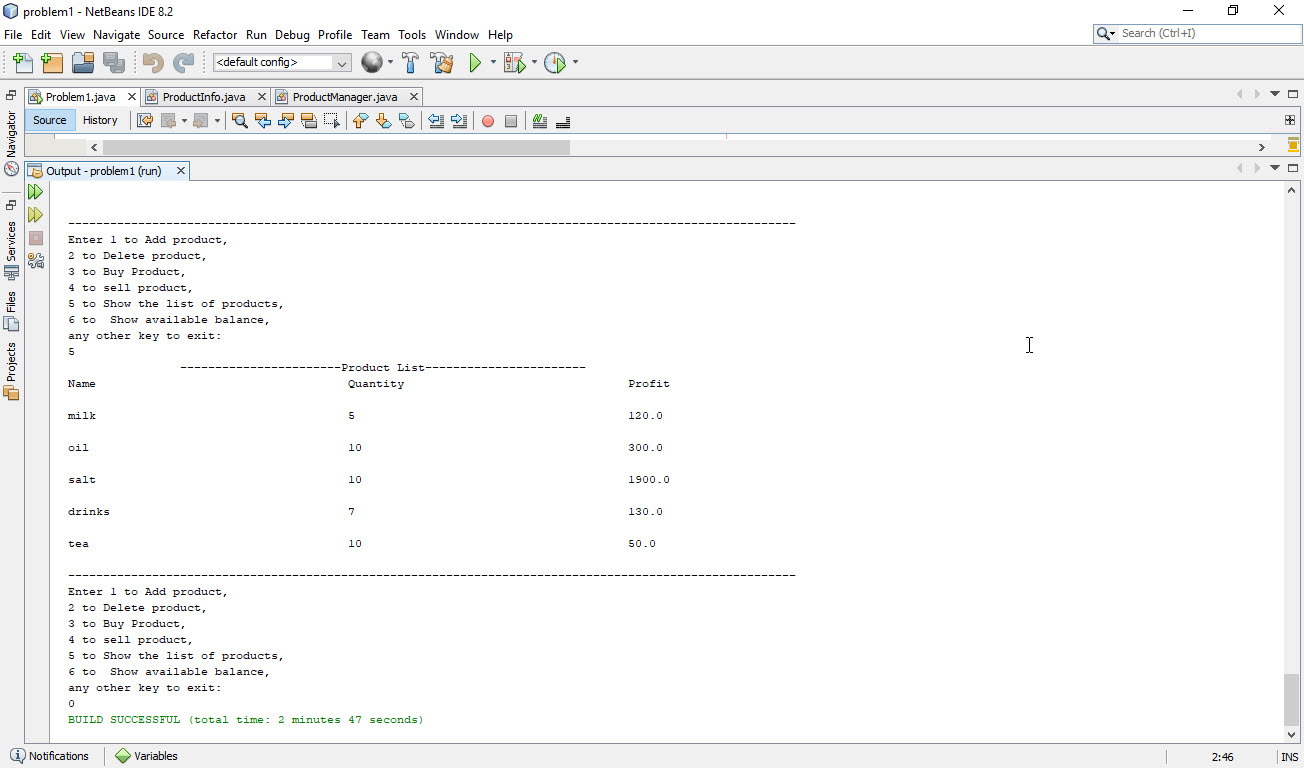 problem1 - NetBeans IDE 8.2
File Edit View Navigate Source Refactor Run Debug Profile Team Tools Window Help
Search (Ctrl+I)
<default config>
Problem1.java ProductInfo.java ProductManager.java
Source History
Navigator
Services
Files
Projects
Output - problem1 (run)
--------------------------------------------------------------------------------------------------------
Enter 1 to Add product,
2 to Delete product,
3 to Buy Product,
4 to sell product,
5 to Show the list of products,
6 to  Show available balance,
any other key to exit:
5
-----------------------Product List-----------------------
Name Quantity Profit
milk 5 120.0
oil 10 300.0
salt 10 1900.0
drinks 7 130.0
tea 10 50.0
--------------------------------------------------------------------------------------------------------
Enter 1 to Add product,
2 to Delete product,
3 to Buy Product,
4 to sell product,
5 to Show the list of products,
6 to  Show available balance,
any other key to exit:
0
BUILD SUCCESSFUL (total time: 2 minutes 47 seconds)
Notifications Variables 2:46 INS